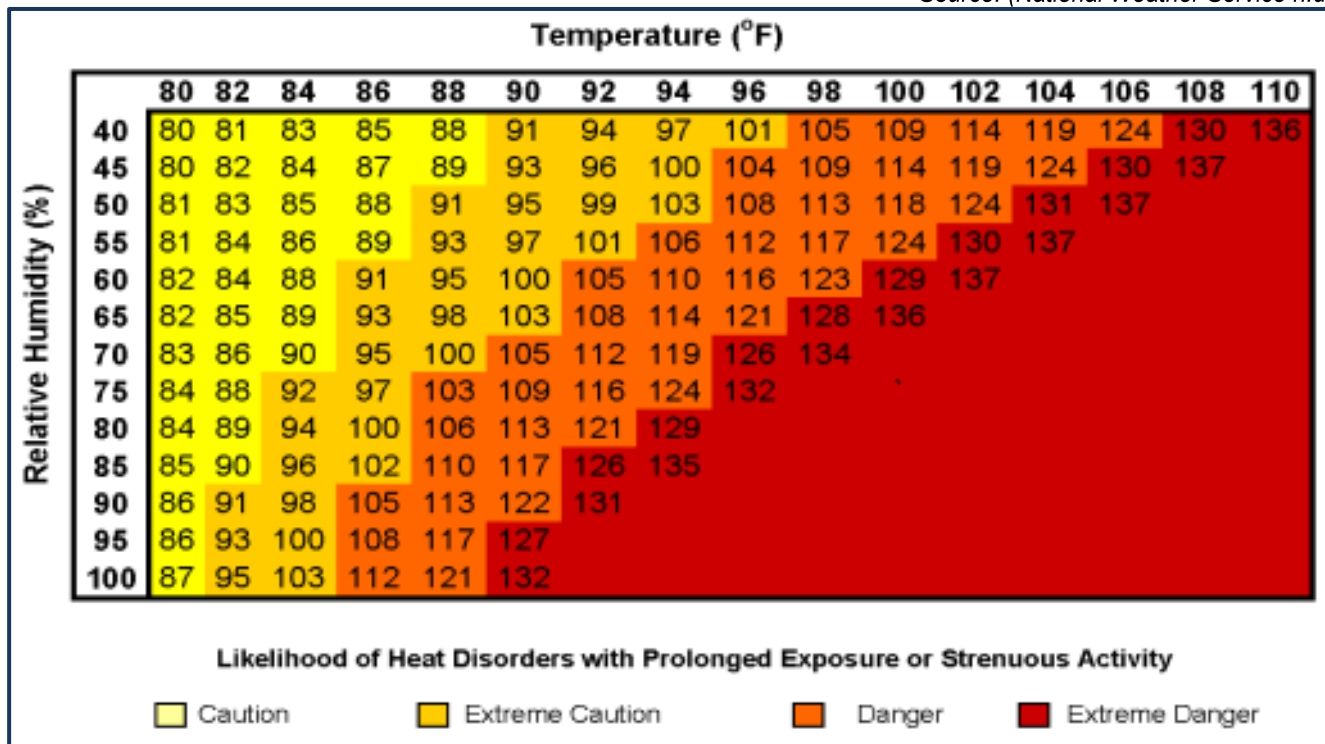 Source: (National Weather Service
Temperature (°F)
80 82 84 86 88 90 92 94 96 98 100 102 104 106 108 110
Relative Humidity (%)
40 80 81 83 85 88 91 94 97 101 105 109 114 119 124 130 136
45 80 82 84 87 89 93 96 100 104 109 114 119 124 130 137
50 81 83 85 88 91 95 99 103 108 113 118 124 131 137
55 81 84 86 89 93 97 101 106 112 117 124 130 137
60 82 84 88 91 95 100 105 110 116 123 129 137
65 82 85 89 93 98 103 108 114 121 128 136
70 83 86 90 95 100 105 112 119 126 134
75 84 88 92 97 103 109 116 124 132
80 84 89 94 100 106 113 121 129
85 85 90 96 102 110 117 126 135
90 86 91 98 105 113 122 131
95 86 93 100 108 117 127
100 87 95 103 112 121 132
Likelihood of Heat Disorders with Prolonged Exposure or Strenuous Activity
Caution Extreme Caution Danger Extreme Danger